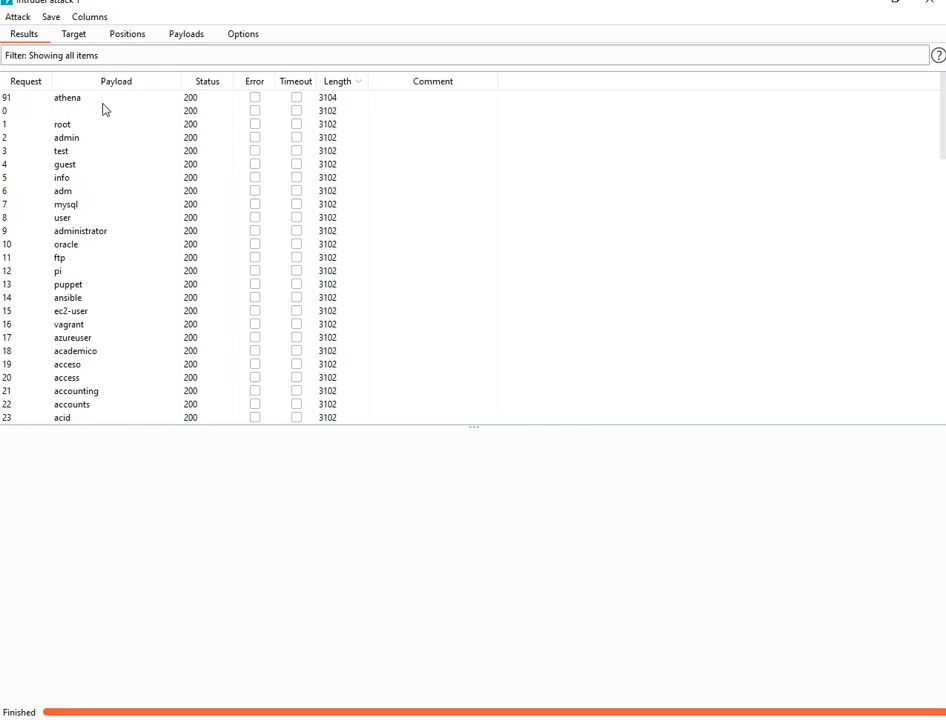 Intruder attack 1
Attack Save Columns
Results Target Positions Payloads Options
Filter: Showing all items ?
Request Payload Status Error Timeout Length Comment
91 athena 200 3104
0 200 3102
1 root 200 3102
2 admin 200 3102
3 test 200 3102
4 guest 200 3102
5 info 200 3102
6 adm 200 3102
7 mysql 200 3102
8 user 200 3102
9 administrator 200 3102
10 oracle 200 3102
11 ftp 200 3102
12 pi 200 3102
13 puppet 200 3102
14 ansible 200 3102
15 ec2-user 200 3102
16 vagrant 200 3102
17 azureuser 200 3102
18 academico 200 3102
19 acceso 200 3102
20 access 200 3102
21 accounting 200 3102
22 accounts 200 3102
23 acid 200 3102
Finished